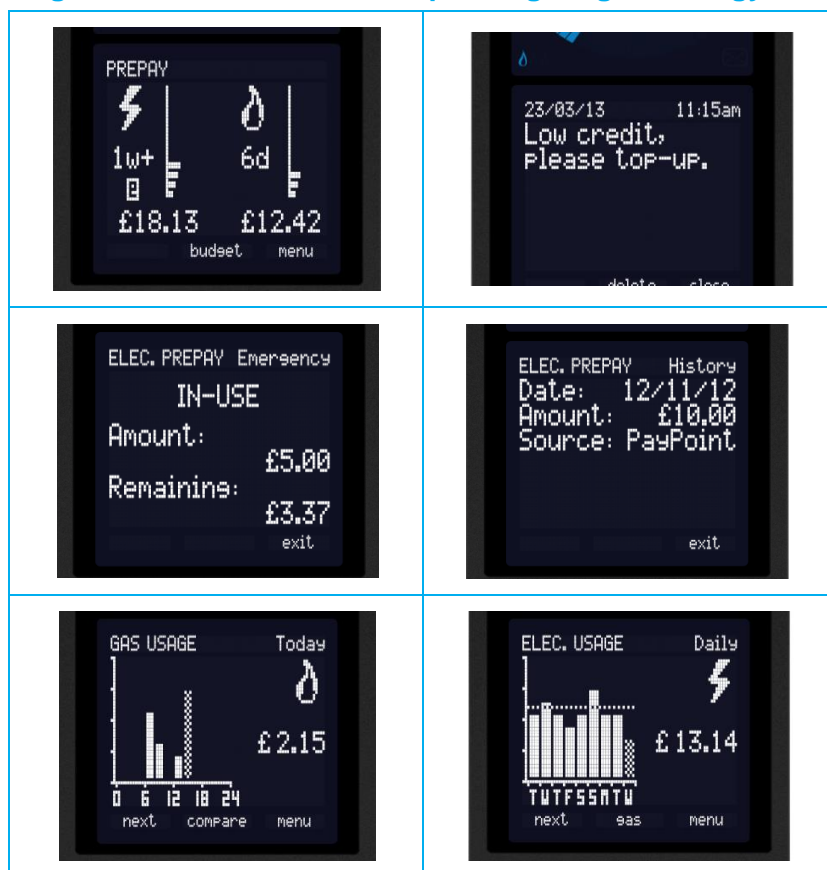 PREPAY
1w+ 6d
£18.13 £12.42
budget menu
23/03/13 11:15am
Low credit,
please top-up.
delete close
ELEC. PREPAY Emergency
IN-USE
Amount:
£5.00
Remaining:
£3.37
exit
ELEC. PREPAY History
Date: 12/11/12
Amount: £10.00
Source: PayPoint
exit
GAS USAGE Today
£2.15
0 6 12 18 24
next compare menu
ELEC. USAGE Daily
£13.14
TWTFSSMTW
next gas menu